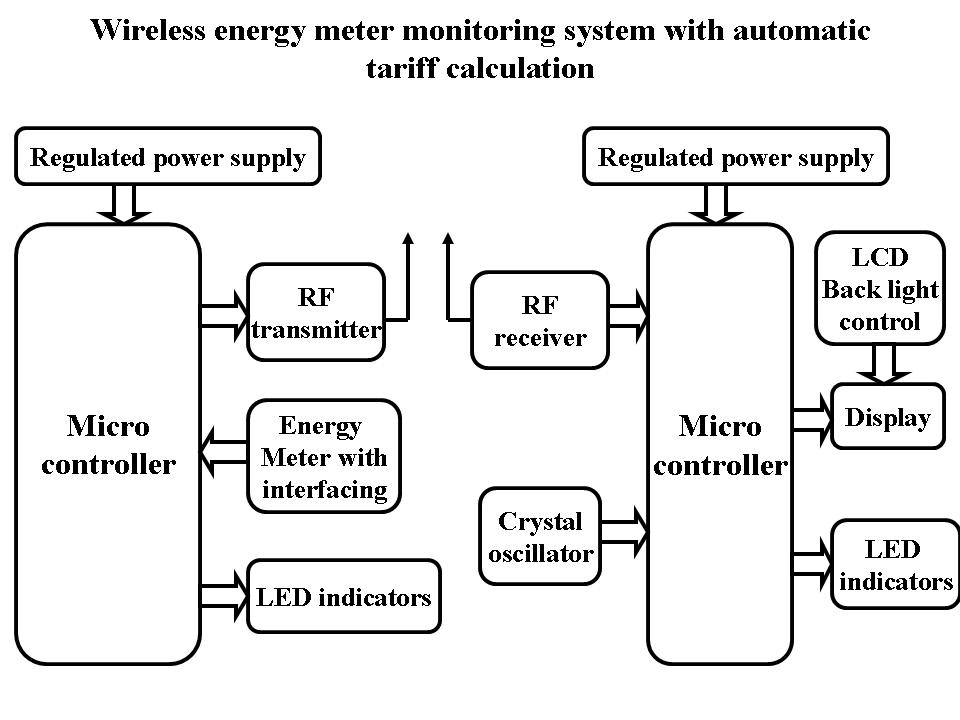 Wireless energy meter monitoring system with automatic
tariff calculation
Regulated power supply
Regulated power supply
Micro
controller
RF
transmitter
Energy
Meter with
interfacing
LED indicators
RF
receiver
Crystal
oscillator
Micro
controller
LCD
Back light
control
Display
LED
indicators